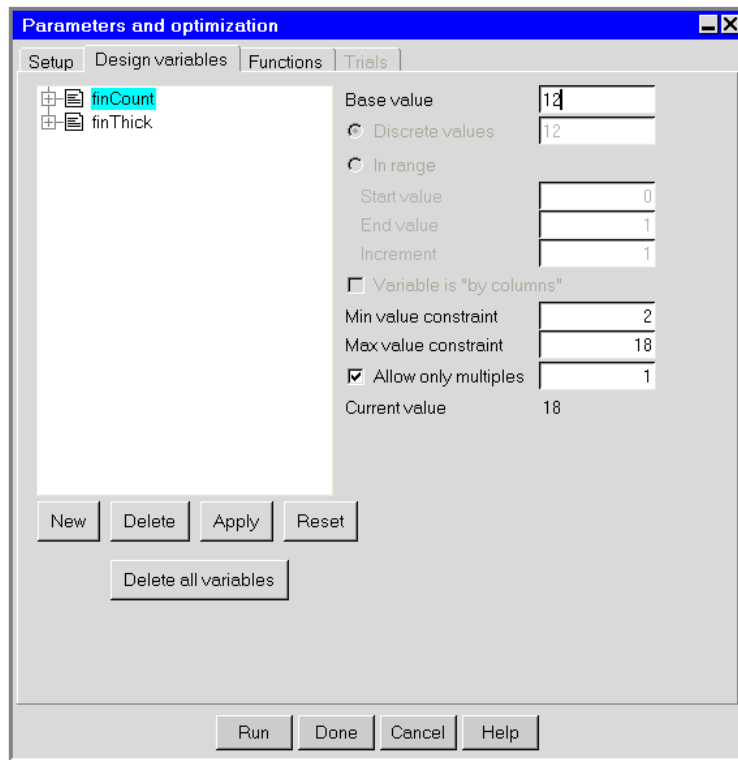 Parameters and optimization
Setup Design variables Functions Trials
finCount
finThick
Base value 12
Discrete values 12
In range
Start value 0
End value 1
Increment 1
Variable is "by columns"
Min value constraint 2
Max value constraint 18
Allow only multiples 1
Current value 18
New Delete Apply Reset
Delete all variables
Run Done Cancel Help